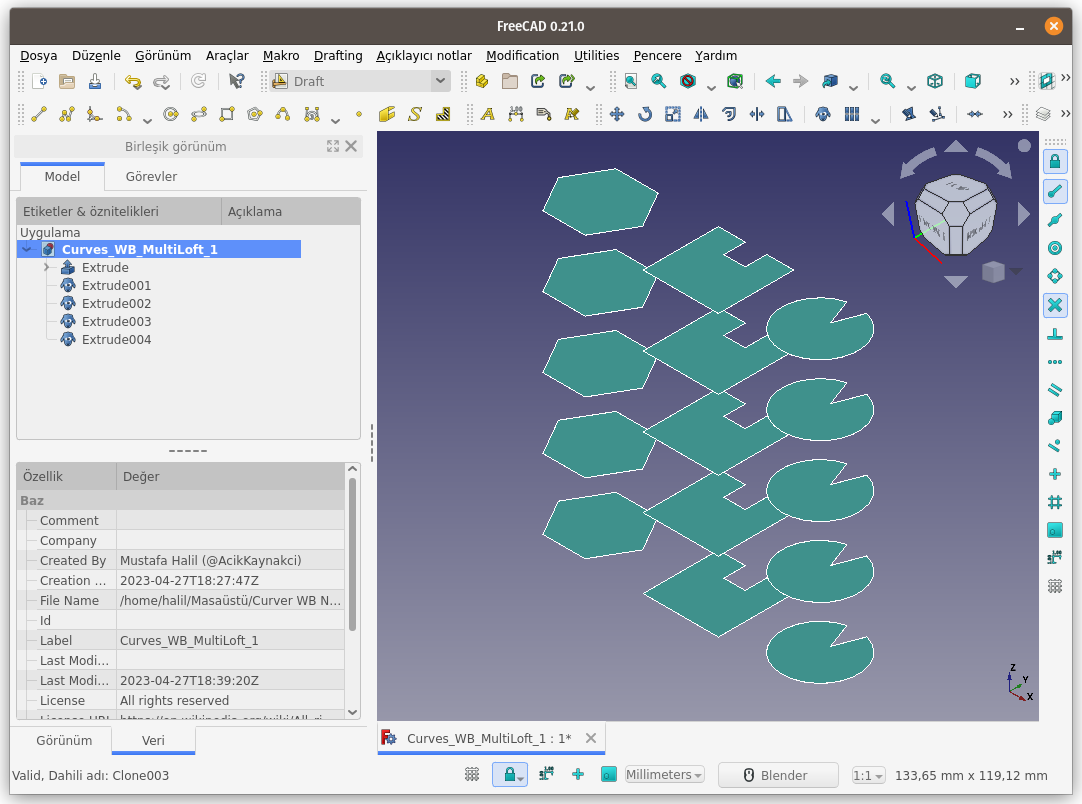 FreeCAD 0.21.0
Dosya Düzenle Görünüm Araçlar Makro Drafting Açıklayıcı notlar Modification Utilities Pencere Yardım
Draft
Birleşik görünüm
Model Görevler
Etiketler & öznitelikleri Açıklama
Uygulama
Curves_WB_MultiLoft_1
Extrude
Extrude001
Extrude002
Extrude003
Extrude004
Özellik Değer
Baz
Comment
Company
Created By Mustafa Halil (@AcikKaynakci)
Creation ... 2023-04-27T18:27:47Z
File Name /home/halil/Masaüstü/Curver WB N...
Id
Label Curves_WB_MultiLoft_1
Last Modi...
Last Modi... 2023-04-27T18:39:20Z
License All rights reserved
Görünüm Veri
Z
Y
X
Curves_WB_MultiLoft_1 : 1*
Valid, Dahili adı: Clone003
Millimeters
Blender
1:1
133,65 mm x 119,12 mm